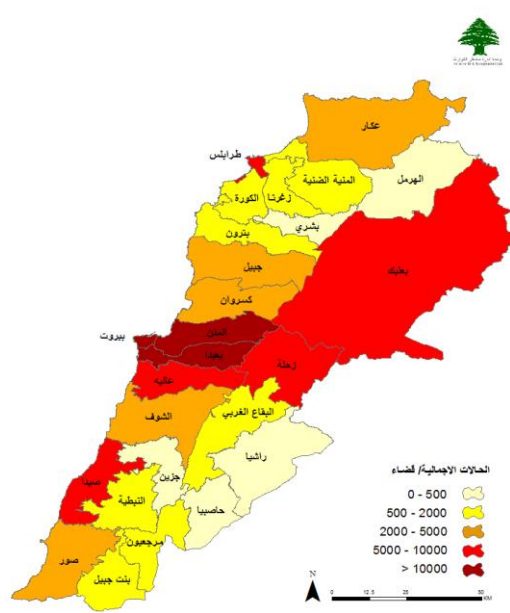 عكار
طرابلس
المنية الضنية
الهرمل
زغرتا
الكورة
بشري
بترون
بعلبك
جبيل
كسروان
المتن
بيروت
بعبدا
زحلة
عاليه
الشوف
البقاع الغربي
راشيا
صيدا
جزين
النبطية
حاصبيا
مرجعيون
صور
بنت جبيل
الحالات الاجمالية/ قضاء
0 - 500
500 - 2000
2000 - 5000
5000 - 10000
> 10000
N
0 12.5 25 50
KM